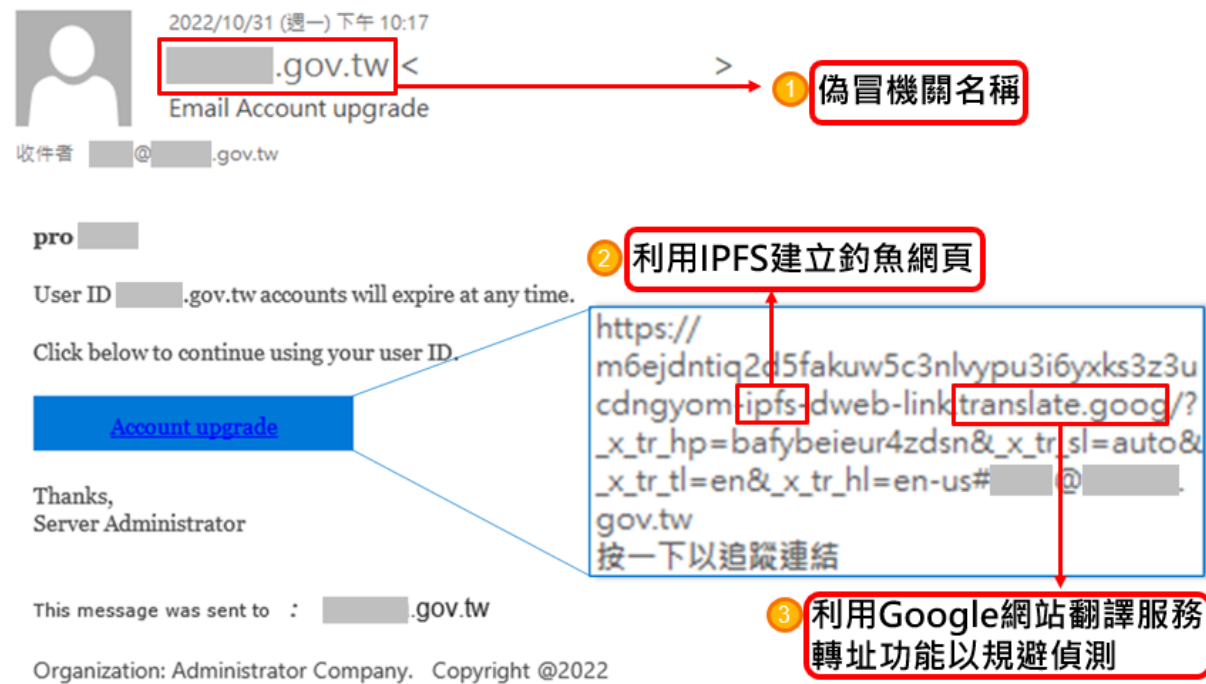 2022/10/31 (週一) 下午 10:17
.gov.tw < >
① 偽冒機關名稱
Email Account upgrade
收件者 @ .gov.tw
pro
② 利用IPFS建立釣魚網頁
User ID .gov.tw accounts will expire at any time.
Click below to continue using your user ID.
Account upgrade
Thanks,
Server Administrator
https://
m6ejdntiq2d5fakuw5c3nlvypu3i6yxks3z3u
cdngyom-ipfs-dweb-link.translate.goog/?
_x_tr_hp=bafybeieur4zdsn&_x_tr_sl=auto&
_x_tr_tl=en&_x_tr_hl=en-us# @ .
gov.tw
按一下以追蹤連結
This message was sent to : .gov.tw
③ 利用Google網站翻譯服務
轉址功能以規避偵測
Organization: Administrator Company. Copyright @2022